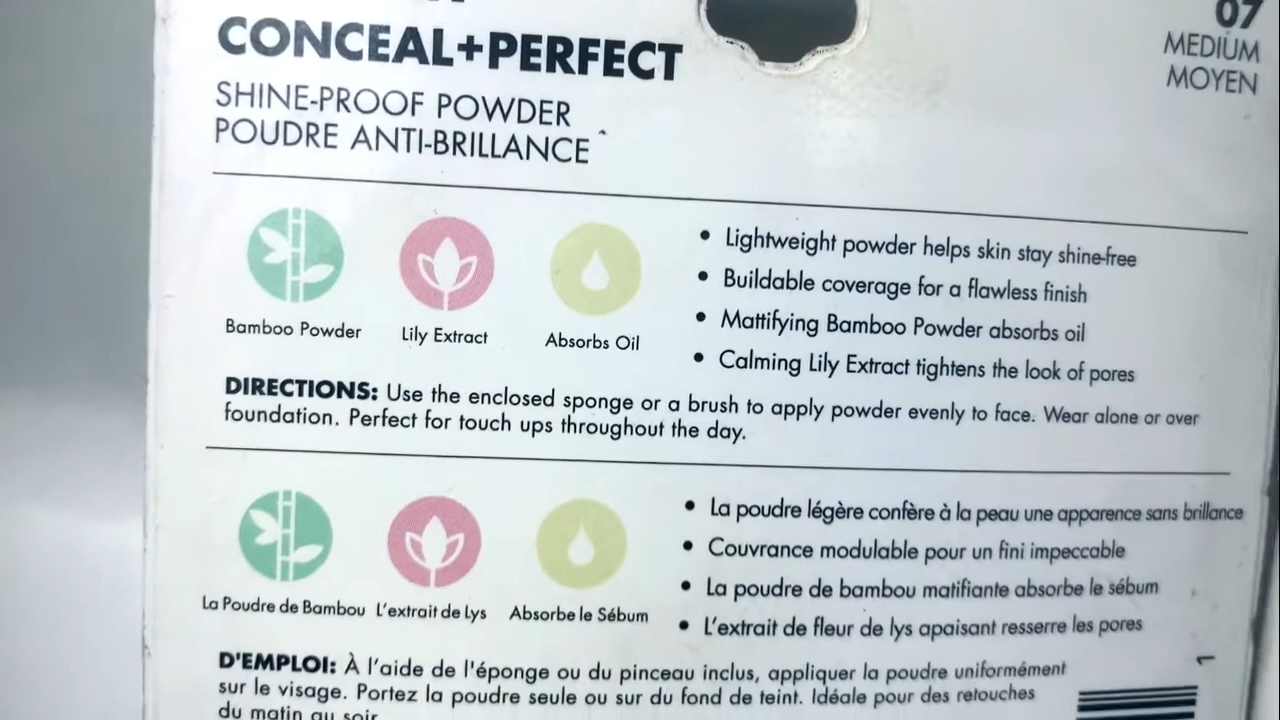 CONCEAL+PERFECT
SHINE-PROOF POWDER
POUDRE ANTI-BRILLANCE
07
MEDIUM
MOYEN
Bamboo Powder
Lily Extract
Absorbs Oil
• Lightweight powder helps skin stay shine-free
• Buildable coverage for a flawless finish
• Mattifying Bamboo Powder absorbs oil
• Calming Lily Extract tightens the look of pores
DIRECTIONS: Use the enclosed sponge or a brush to apply powder evenly to face. Wear alone or over
foundation. Perfect for touch ups throughout the day.
La Poudre de Bambou
L'extrait de Lys
Absorbe le Sébum
• La poudre légère confère à la peau une apparence sans brillance
• Couvrance modulable pour un fini impeccable
• La poudre de bambou matifiante absorbe le sébum
• L'extrait de fleur de lys apaisant resserre les pores
D'EMPLOI: À l'aide de l'éponge ou du pinceau inclus, appliquer la poudre uniformément
sur le visage. Portez la poudre seule ou sur du fond de teint. Idéale pour des retouches
du matin au soir
1